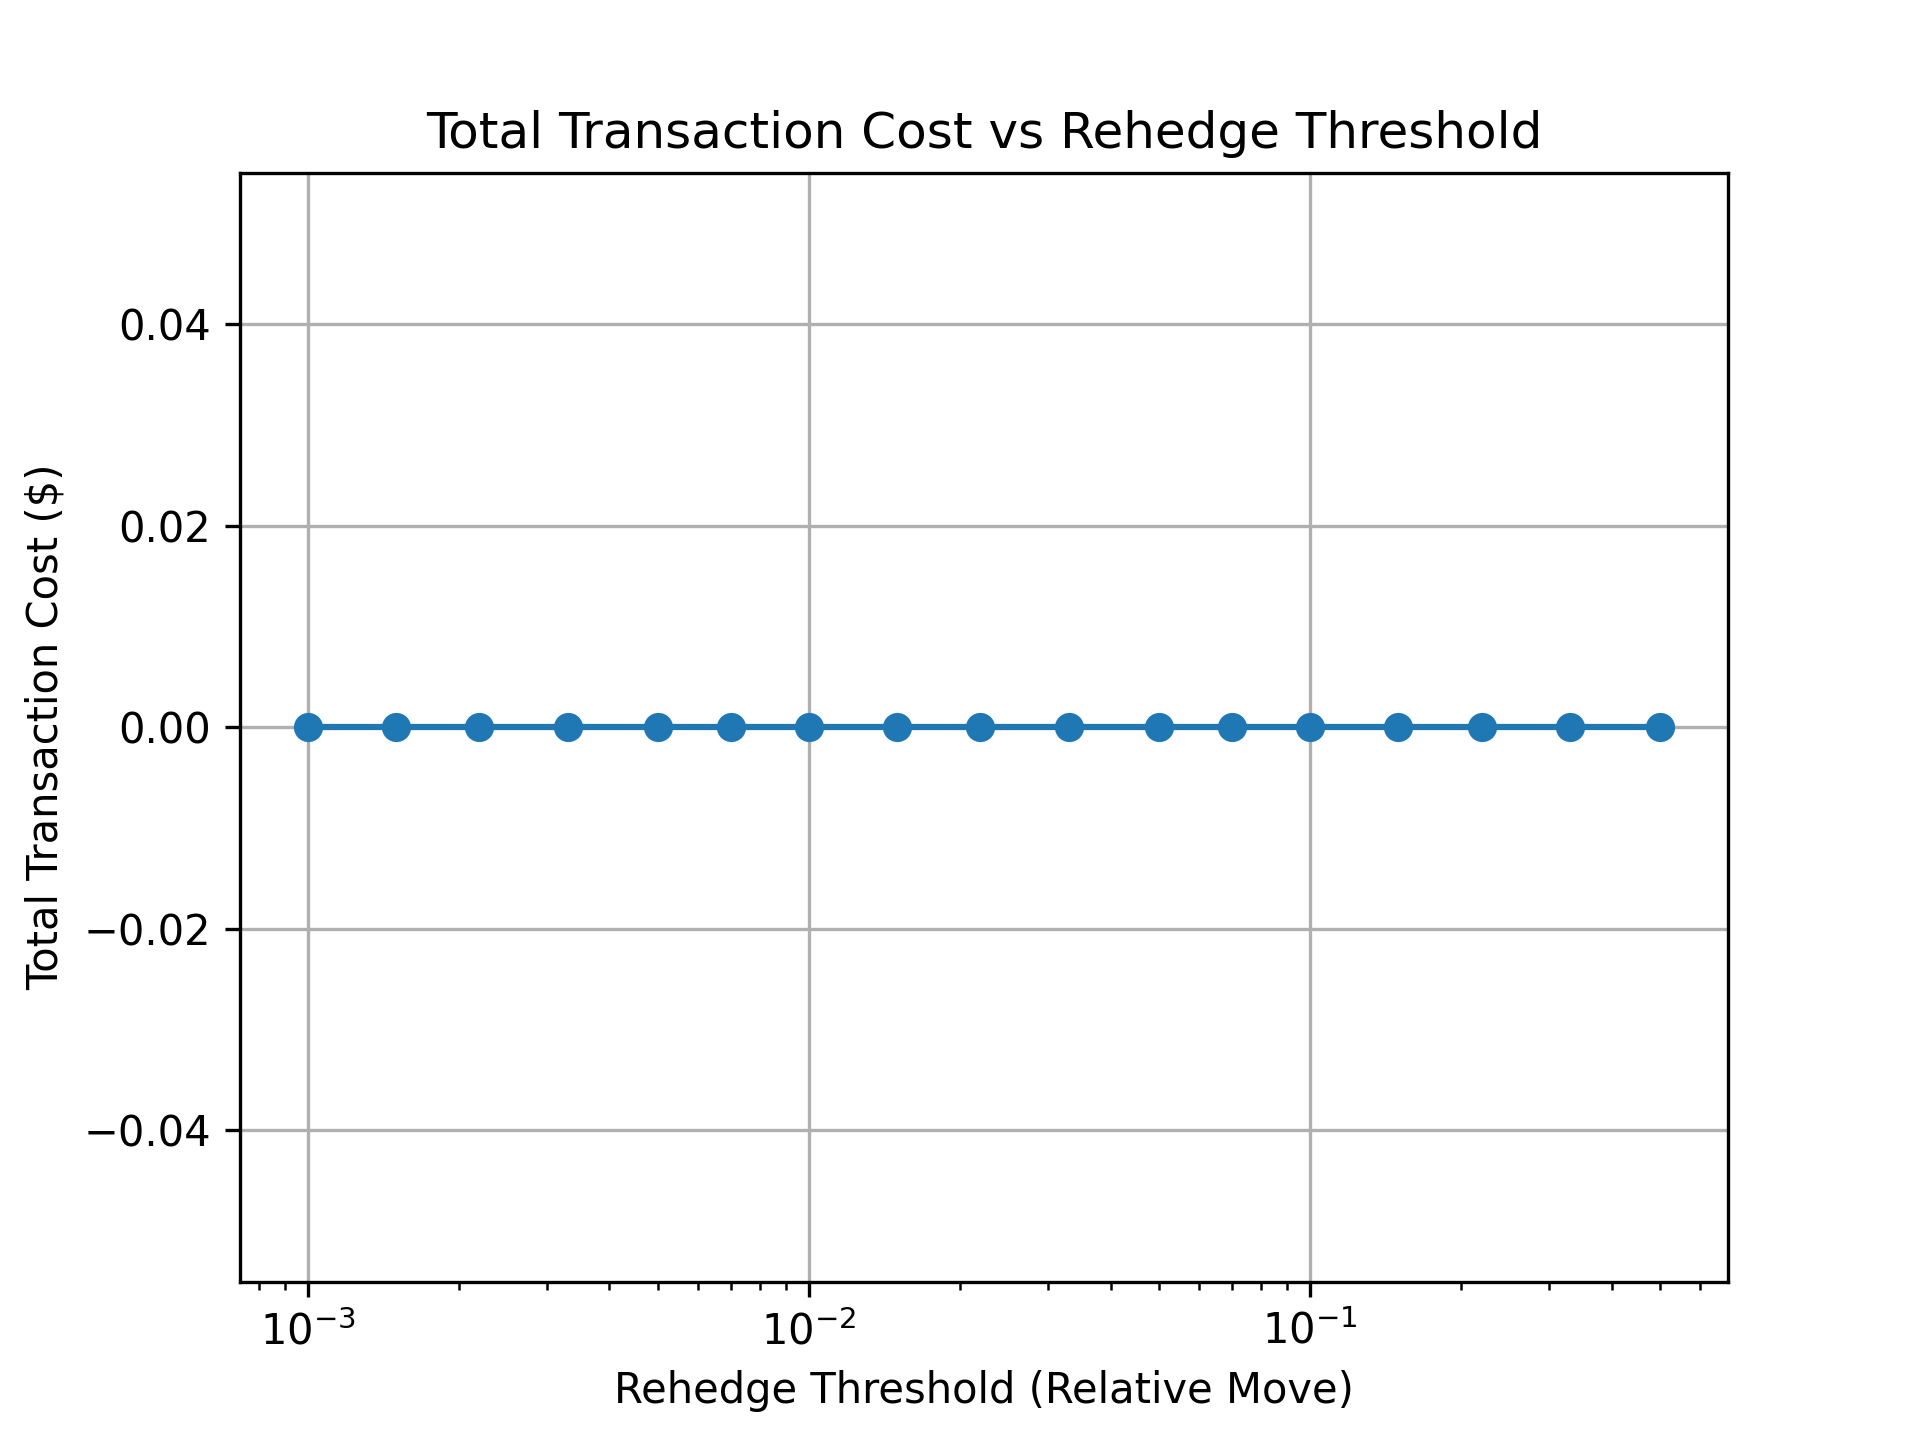 Total Transaction Cost vs Rehedge Threshold
Total Transaction Cost ($)
0.04
0.02
0.00
−0.02
−0.04
10⁻³
10⁻²
10⁻¹
Rehedge Threshold (Relative Move)